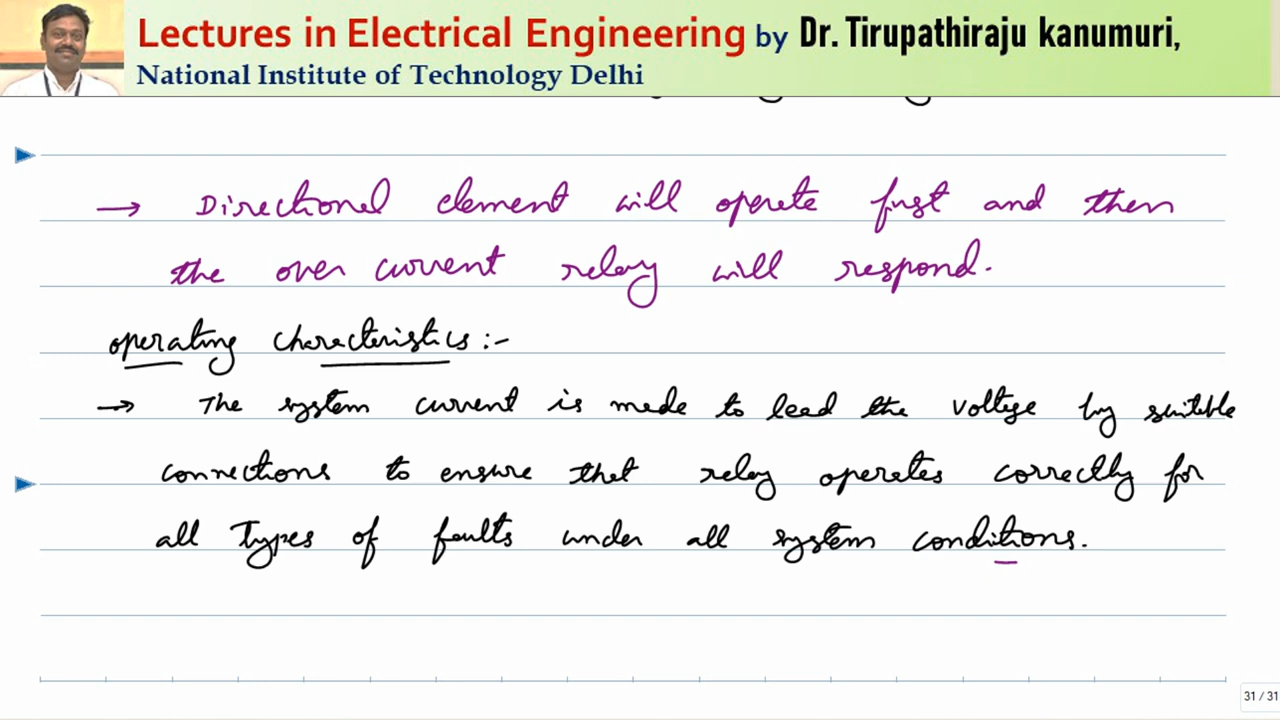 Lectures in Electrical Engineering by Dr. Tirupathiraju kanumuri,
National Institute of Technology Delhi
→ Directional element will operate first and then
the over current relay will respond.
operating characteristics :-
→ The system current is made to lead the voltage by suitable
connections to ensure that relay operates correctly for
all Types of faults under all system conditions.
31 / 31